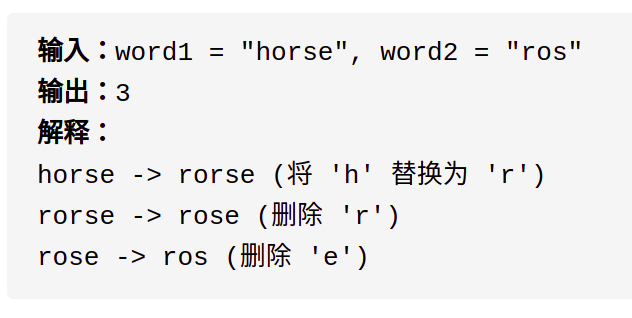 输入：word1 = "horse", word2 = "ros"
输出：3
解释：
horse -> rorse (将 'h' 替换为 'r')
rorse -> rose (删除 'r')
rose -> ros (删除 'e')